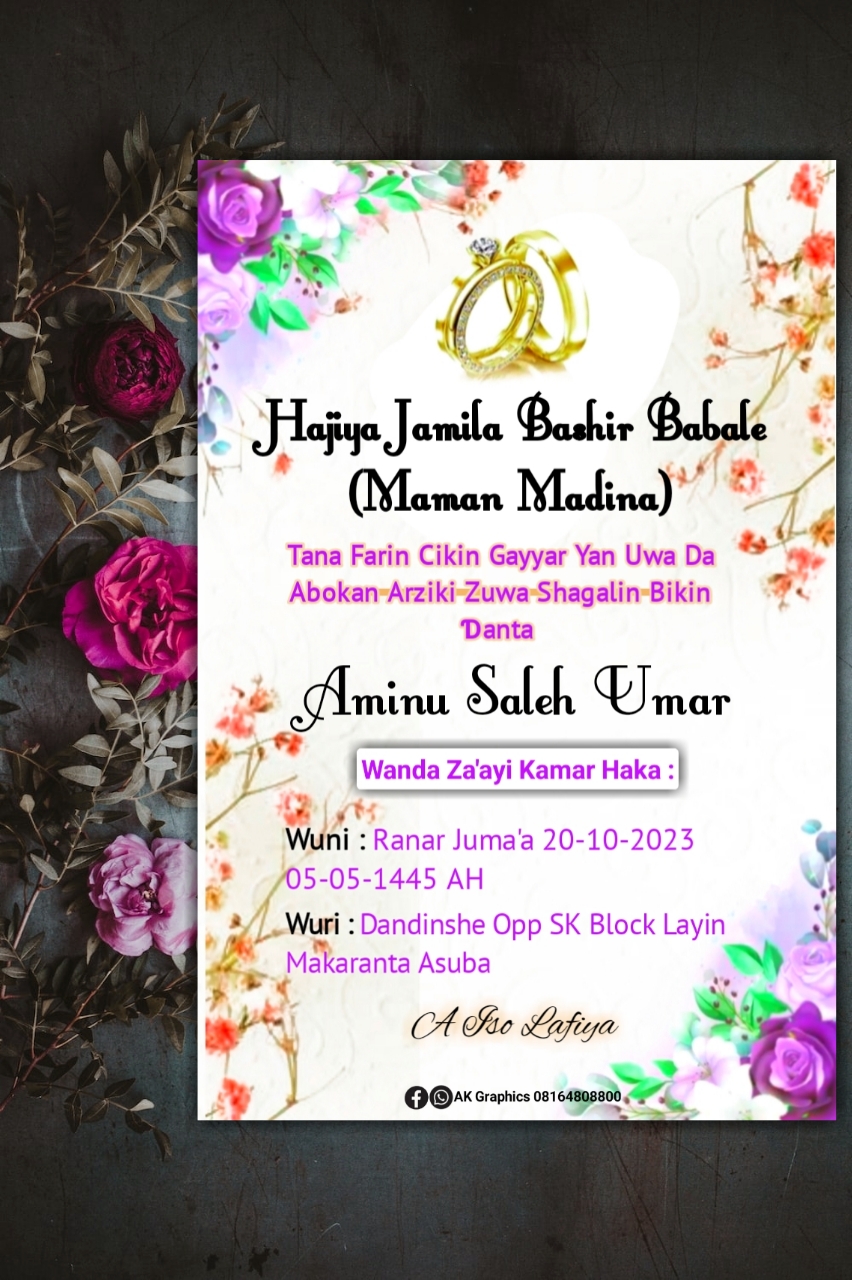 Hajiya Jamila Bashir Babale
(Maman Madina)
Tana Farin Cikin Gayyar Yan Uwa Da
Abokan Arziki Zuwa Shagalin Bikin
Ɗanta
Aminu Saleh Umar
Wanda Za'ayi Kamar Haka :
Wuni : Ranar Juma'a 20-10-2023
05-05-1445 AH
Wuri : Dandinshe Opp SK Block Layin
Makaranta Asuba
A Iso Lafiya
AK Graphics 08164808800